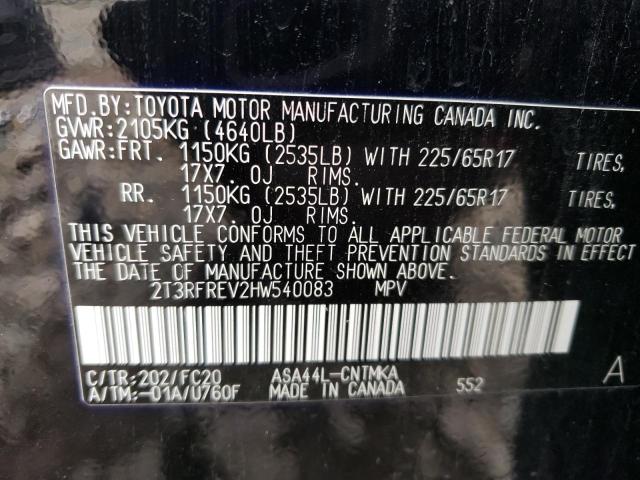 MFD.BY:TOYOTA MOTOR MANUFACTURING CANADA INC.
GVWR:2105KG (4640LB)
GAWR:FRT. 1150KG (2535LB) WITH 225/65R17 TIRES,
17X7. 0J RIMS.
RR. 1150KG (2535LB) WITH 225/65R17 TIRES,
17X7. 0J RIMS.
THIS VEHICLE CONFORMS TO ALL APPLICABLE FEDERAL MOTOR
VEHICLE SAFETY AND THEFT PREVENTION STANDARDS IN EFFECT
THE DATE OF MANUFACTURE SHOWN ABOVE.
2T3RFREV2HW540083 MPV
C/TR:202/FC20 ASA44L-CNTMKA
A/TM:-01A/U760F MADE IN CANADA 552 A